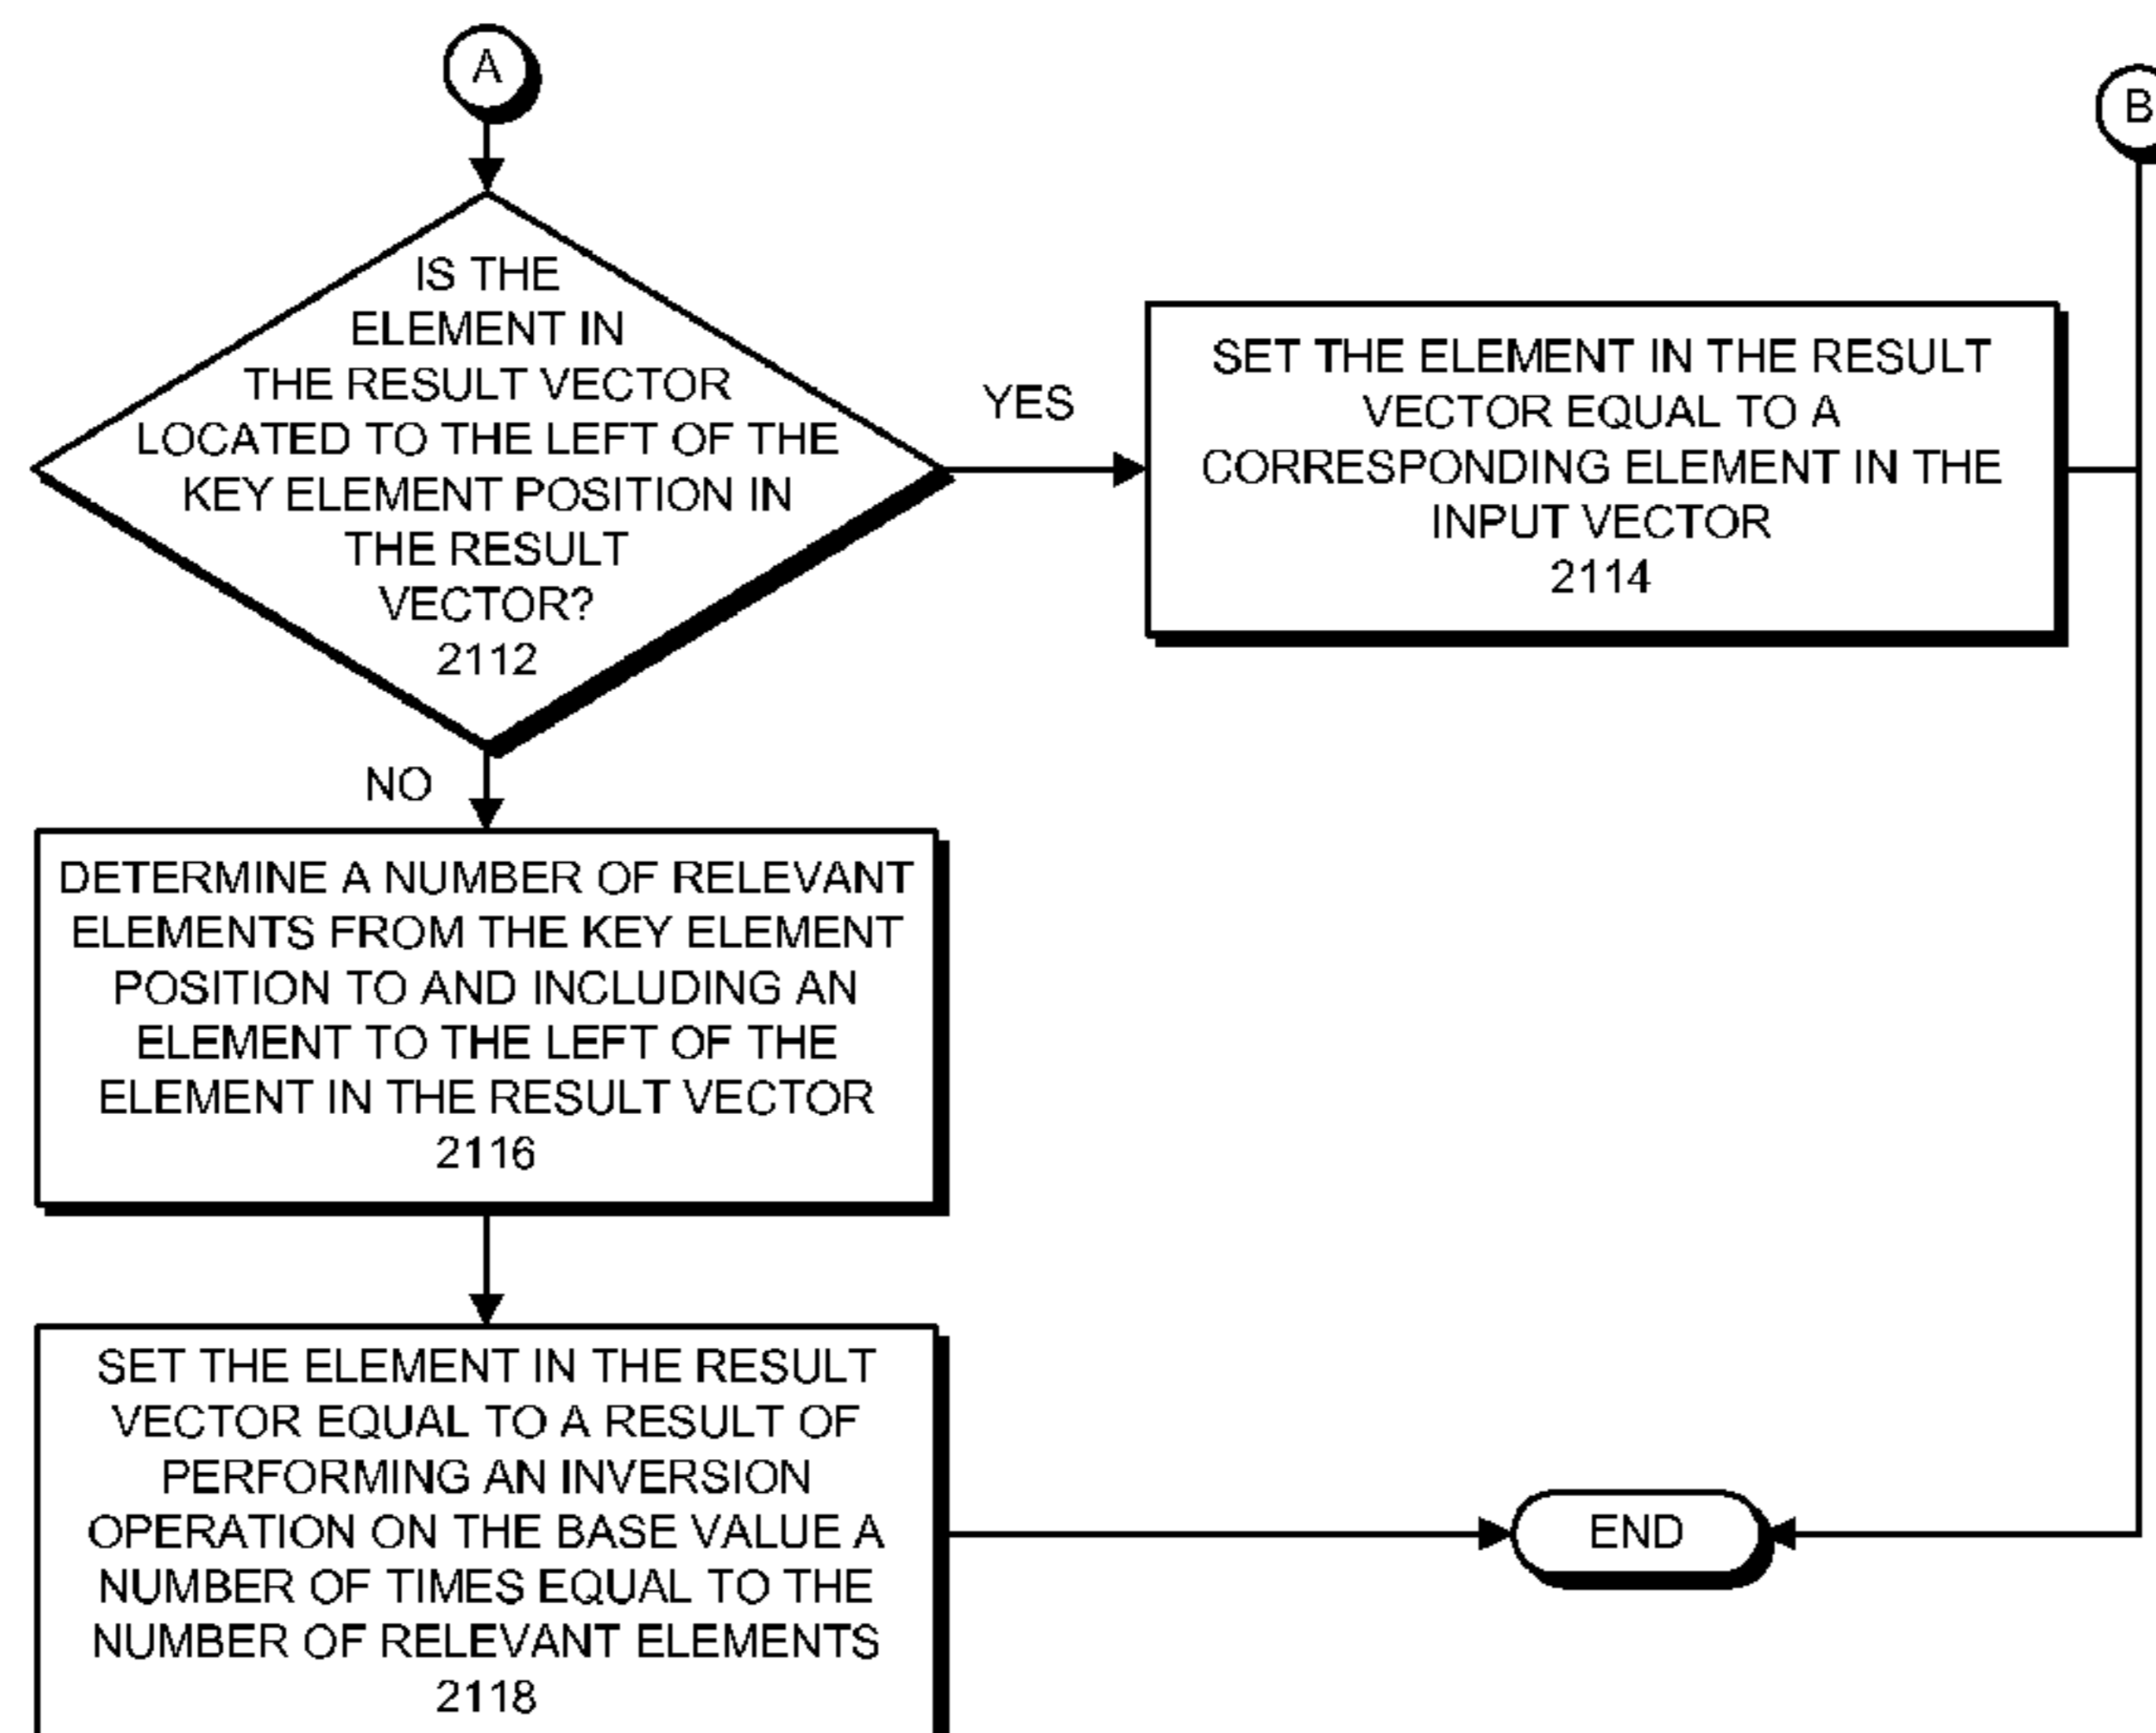 A
B
IS THE
ELEMENT IN
THE RESULT VECTOR
LOCATED TO THE LEFT OF THE
KEY ELEMENT POSITION IN
THE RESULT
VECTOR?
2112
YES
SET THE ELEMENT IN THE RESULT
VECTOR EQUAL TO A
CORRESPONDING ELEMENT IN THE
INPUT VECTOR
2114
NO
DETERMINE A NUMBER OF RELEVANT
ELEMENTS FROM THE KEY ELEMENT
POSITION TO AND INCLUDING AN
ELEMENT TO THE LEFT OF THE
ELEMENT IN THE RESULT VECTOR
2116
SET THE ELEMENT IN THE RESULT
VECTOR EQUAL TO A RESULT OF
PERFORMING AN INVERSION
OPERATION ON THE BASE VALUE A
NUMBER OF TIMES EQUAL TO THE
NUMBER OF RELEVANT ELEMENTS
2118
END